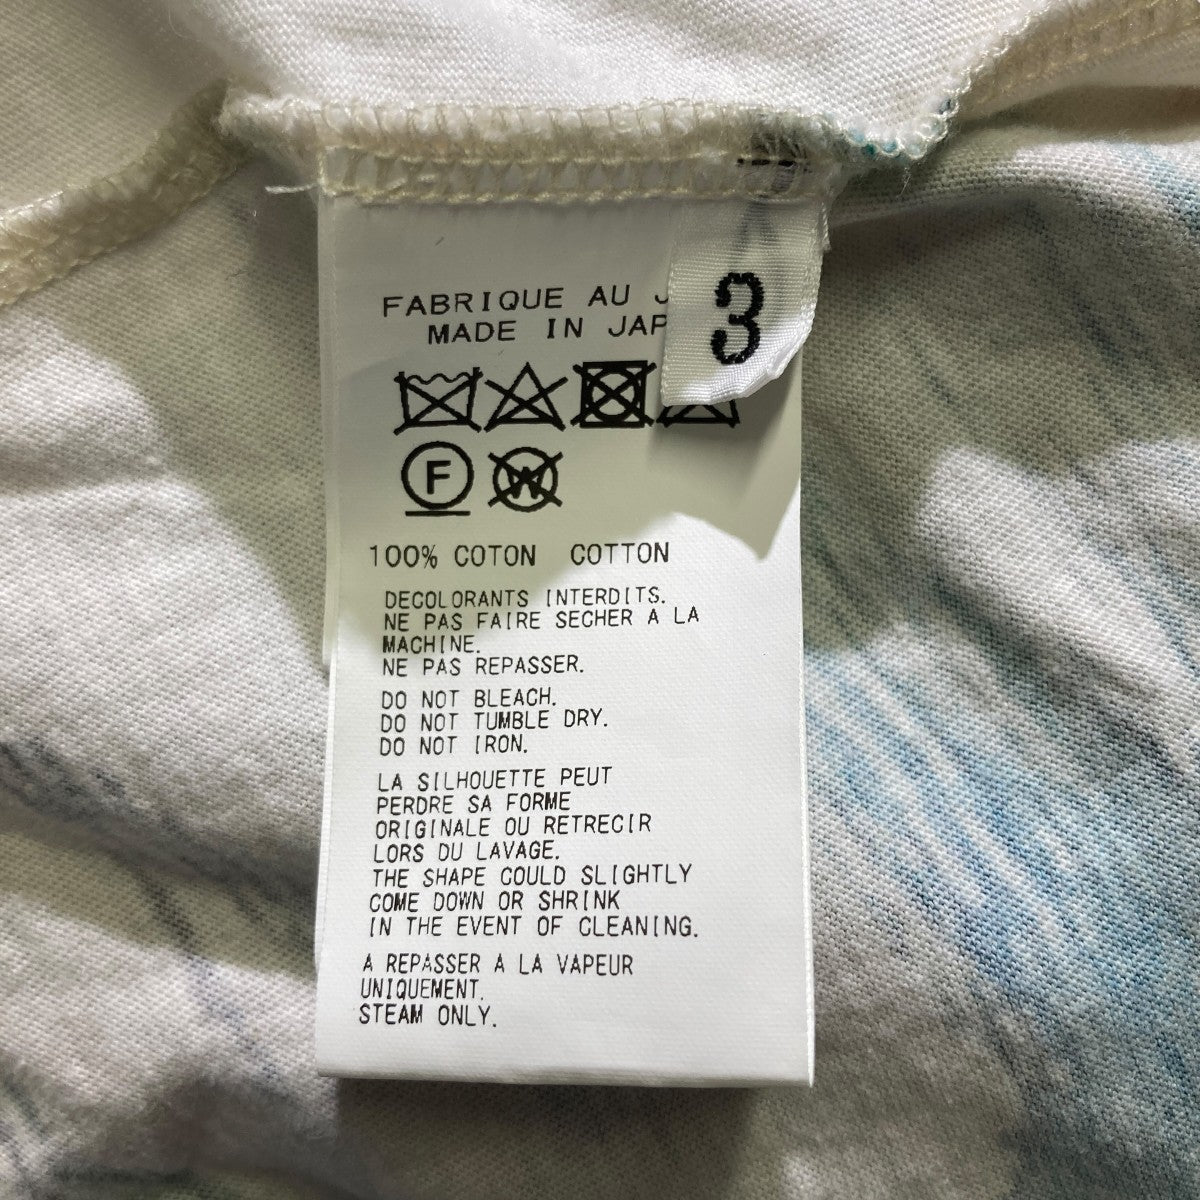 FABRIQUE AU
MADE IN
3
F
W
100% COTON COTTON
DECOLORANTS INTERDITS.
NE PAS FAIRE SECHER A LA
MACHINE.
NE PAS REPASSER.
DO NOT BLEACH.
DO NOT TUMBLE DRY.
DO NOT IRON.
LA SILHOUETTE PEUT
PERDRE SA FORME
ORIGINALE OU RETRECIR
LORS DU LAVAGE.
THE SHAPE COULD SLIGHTLY
COME DOWN OR SHRINK
IN THE EVENT OF CLEANING.
A REPASSER A LA VAPEUR
UNIQUEMENT.
STEAM ONLY.